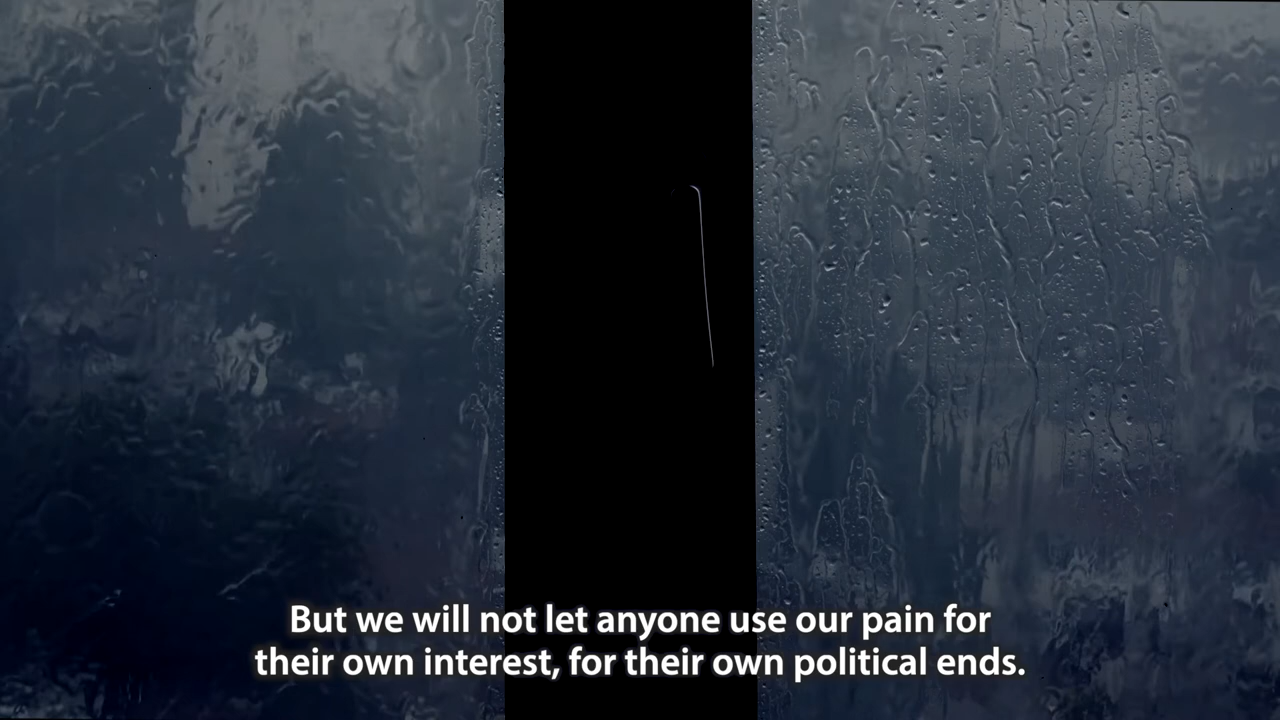 But we will not let anyone use our pain for
their own interest, for their own political ends.